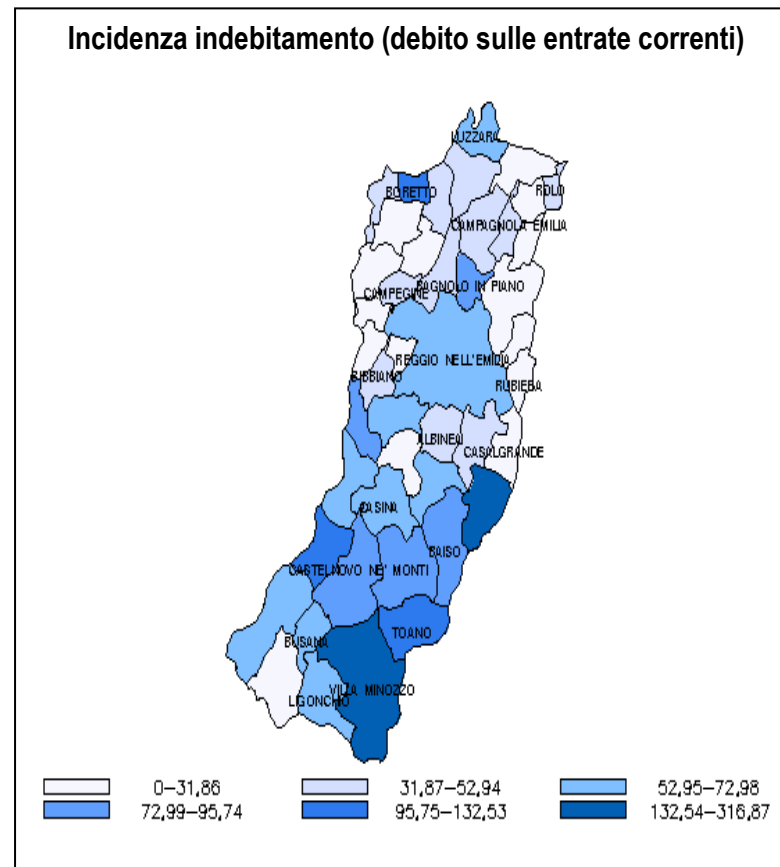 Incidenza indebitamento (debito sulle entrate correnti)
LUZZARA
BORETTO
ROLO
CAMPAGNOLA EMILIA
BAGNOLO IN PIANO
CAMPEGINE
REGGIO NELL'EMILIA
BIBBIANO
RUBIERA
ALBINEA
CASALGRANDE
CASINA
BAISO
CASTELNOVO NE' MONTI
TOANO
BUSANA
VILLA MINOZZO
LIGONCHIO
0–31,86 31,87–52,94 52,95–72,98
72,99–95,74 95,75–132,53 132,54–316,87